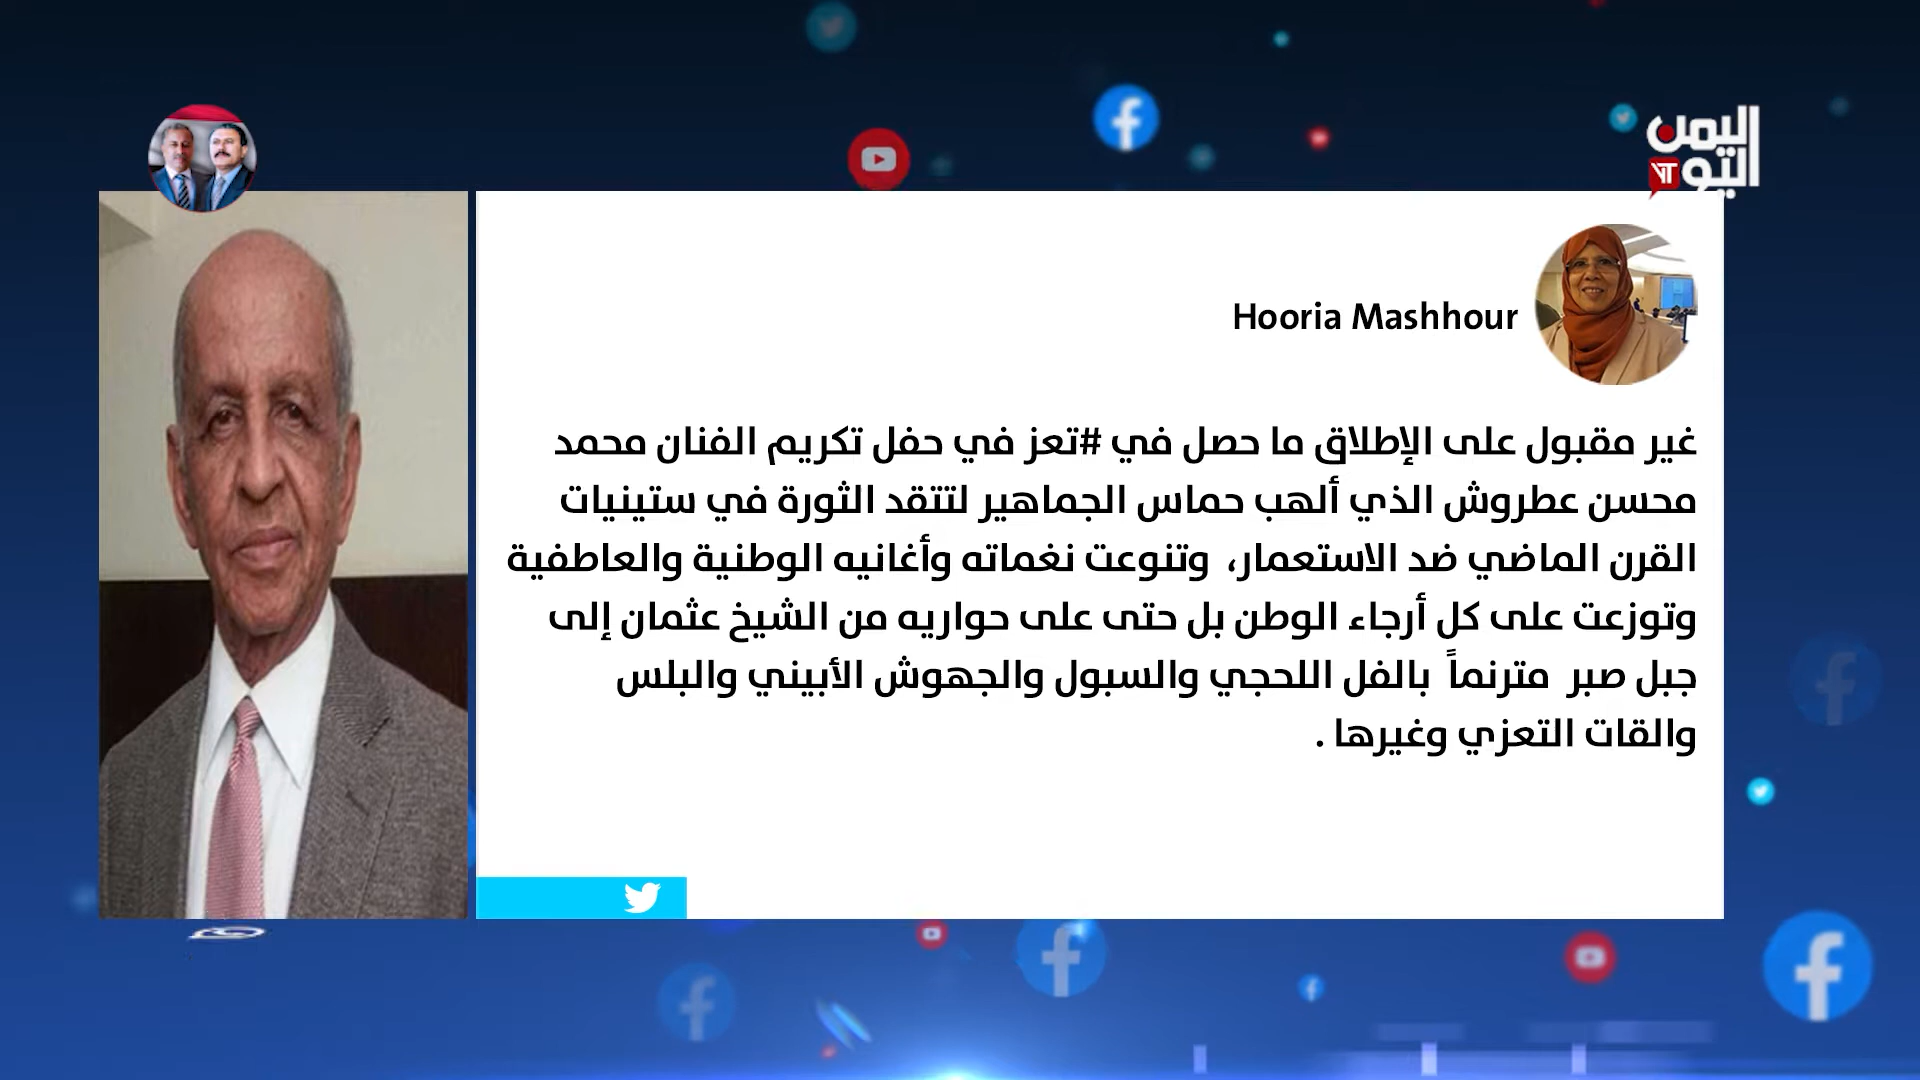 اليمن
اليوم
YT
Hooria Mashhour
غير مقبول على الإطلاق ما حصل في #تعز في حفل تكريم الفنان محمد
محسن عطروش الذي ألهب حماس الجماهير لتتقد الثورة في ستينيات
القرن الماضي ضد الاستعمار، وتنوعت نغماته وأغانيه الوطنية والعاطفية
وتوزعت على كل أرجاء الوطن بل حتى على حواريه من الشيخ عثمان إلى
جبل صبر مترنماً بالفل اللحجي والسبول والجهوش الأبيني والبلس
والقات التعزي وغيرها .